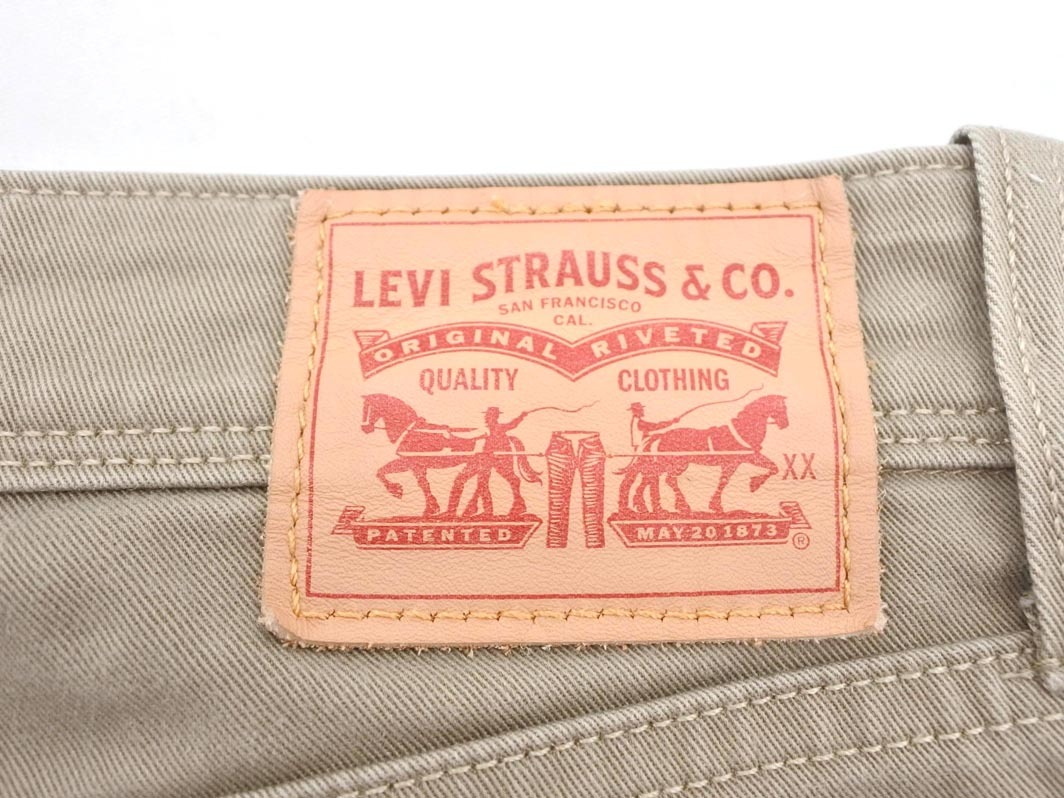 LEVI STRAUSS & CO.
SAN FRANCISCO
CAL.
ORIGINAL RIVETED
QUALITY CLOTHING
XX
PATENTED MAY 20 1873 ®